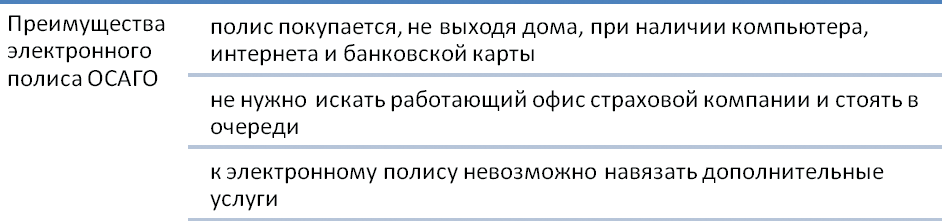 Преимущества
электронного
полиса ОСАГО
полис покупается, не выходя дома, при наличии компьютера,
интернета и банковской карты
не нужно искать работающий офис страховой компании и стоять в
очереди
к электронному полису невозможно навязать дополнительные
услуги